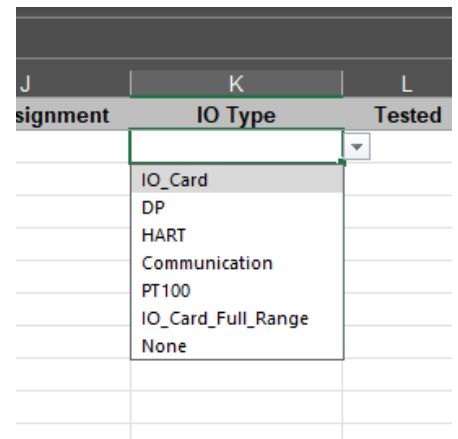 J K L
signment IO Type Tested
IO_Card
DP
HART
Communication
PT100
IO_Card_Full_Range
None